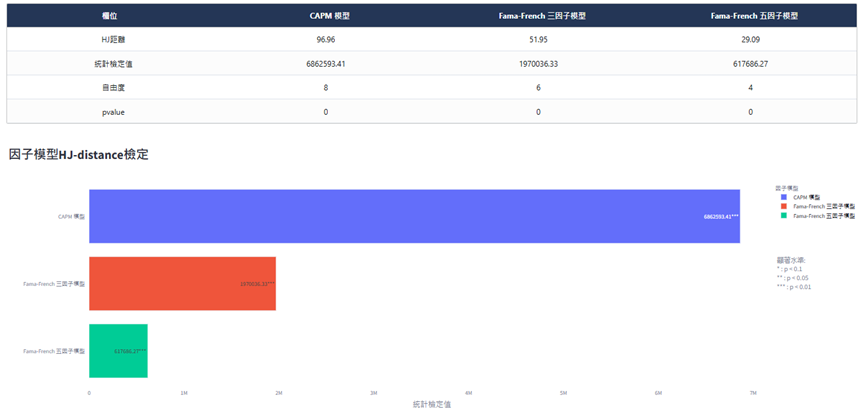 欄位 CAPM 模型 Fama-French 三因子模型 Fama-French 五因子模型
HJ距離 96.96 51.95 29.09
統計檢定值 6862593.41 1970036.33 617686.27
自由度 8 6 4
pvalue 0 0 0
因子模型HJ-distance檢定
因子模型
CAPM 模型
Fama-French 三因子模型
Fama-French 五因子模型
顯著水準:
* : p < 0.1
** : p < 0.05
*** : p < 0.01
CAPM 模型 6862593.41***
Fama-French 三因子模型 1970036.33***
Fama-French 五因子模型 617686.27***
0 1M 2M 3M 4M 5M 6M 7M
統計檢定值